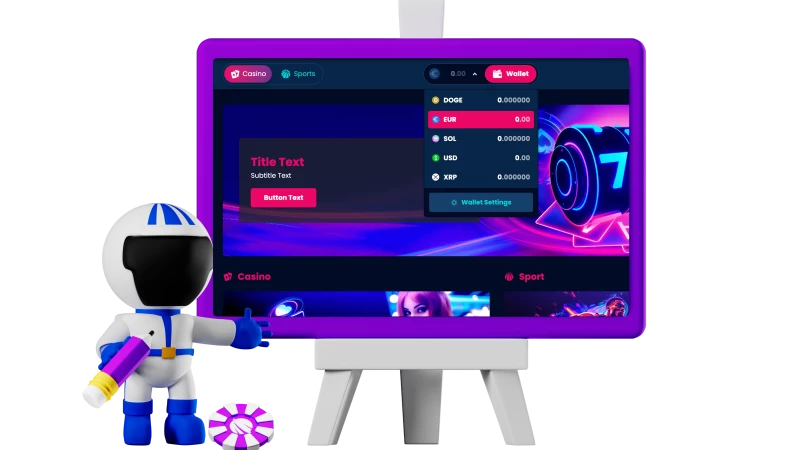 Casino
Sports
0.00
Wallet
DOGE 0.000000
EUR 0.00
SOL 0.000000
USD 0.00
XRP 0.000000
Wallet Settings
Title Text
Subtitle Text
Button Text
7
Casino
Sport